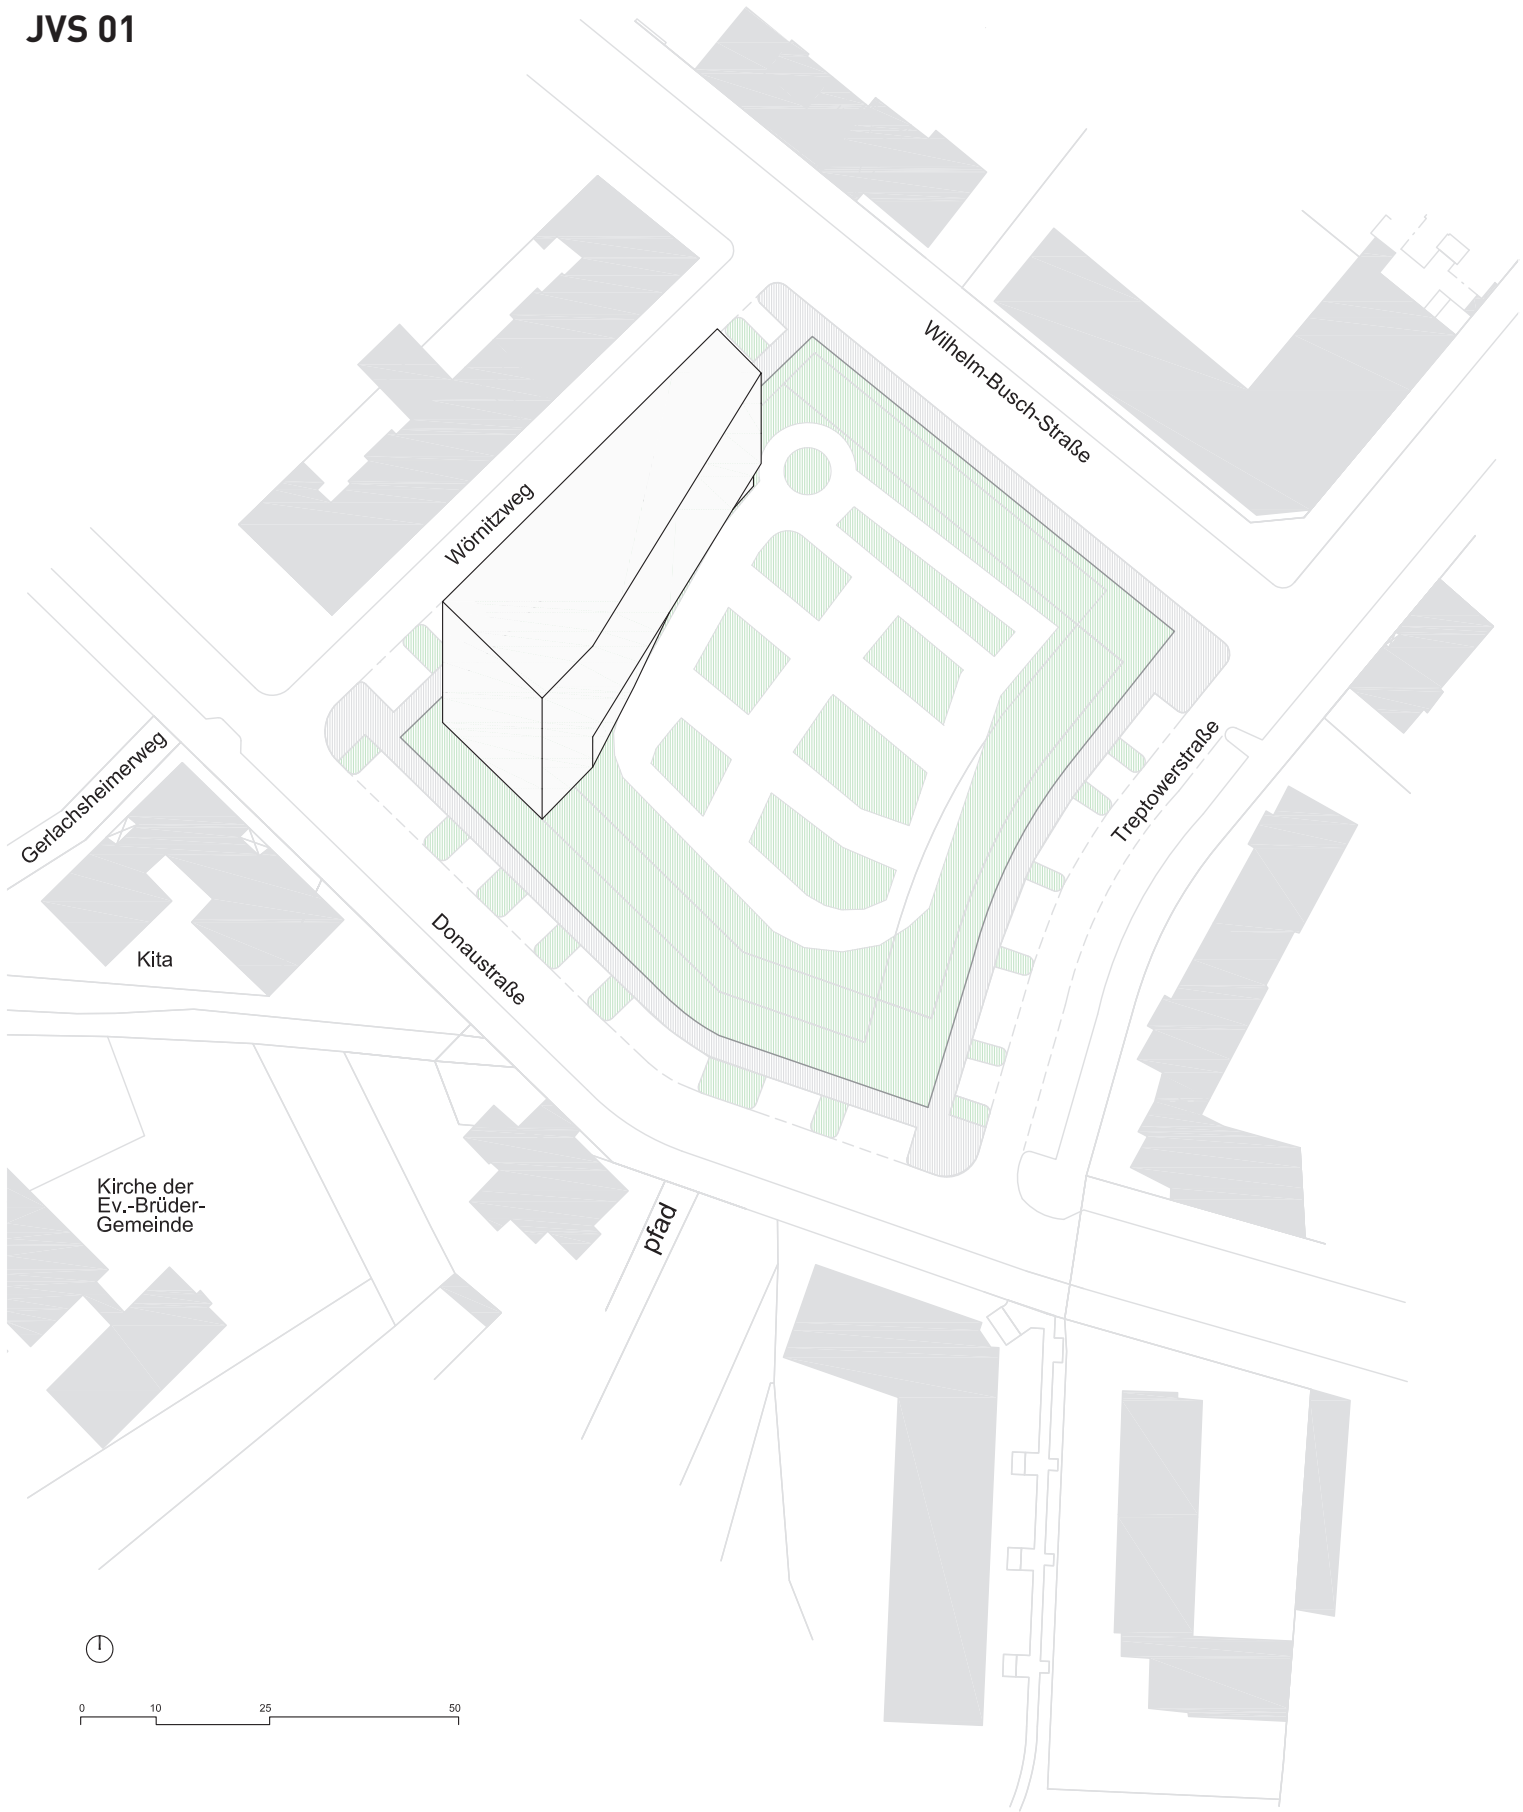 JVS 01
Wilhelm-Busch-Straße
Wörnitzweg
Treptowerstraße
Gerlachsheimerweg
Donaustraße
Kita
Kirche der
Ev.-Brüder-
Gemeinde
pfad
0 10 25 50